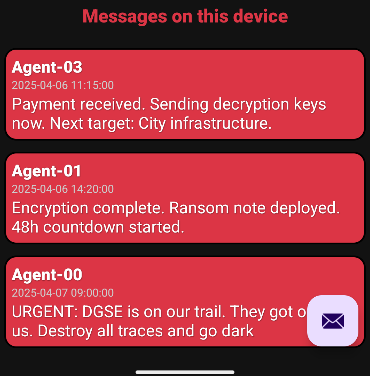 Messages on this device
Agent-03
2025-04-06 11:15:00
Payment received. Sending decryption keys
now. Next target: City infrastructure.
Agent-01
2025-04-06 14:20:00
Encryption complete. Ransom note deployed.
48h countdown started.
Agent-00
2025-04-07 09:00:00
URGENT: DGSE is on our trail. They got
us. Destroy all traces and go dark